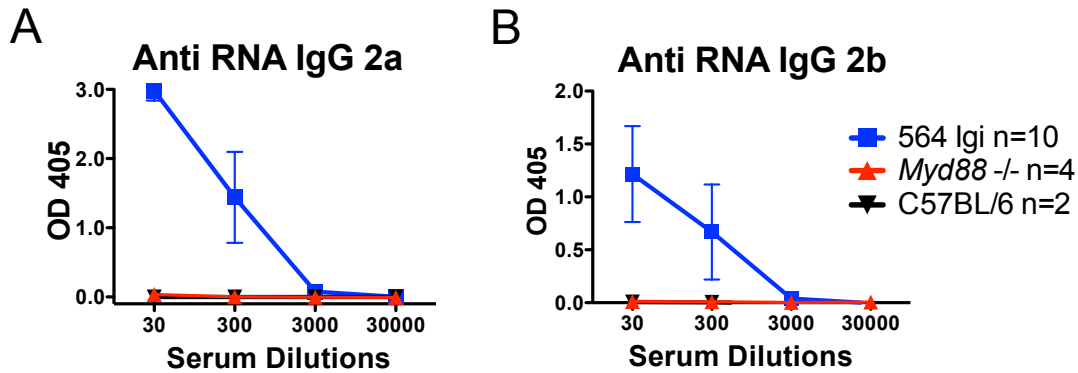 A
Anti RNA IgG 2a
OD 405
3.0
2.0
1.0
0.0
30 300 3000 30000
Serum Dilutions
B
Anti RNA IgG 2b
OD 405
2.0
1.5
1.0
0.5
0.0
30 300 3000 30000
Serum Dilutions
564 Igi n=10
Myd88 -/- n=4
C57BL/6 n=2